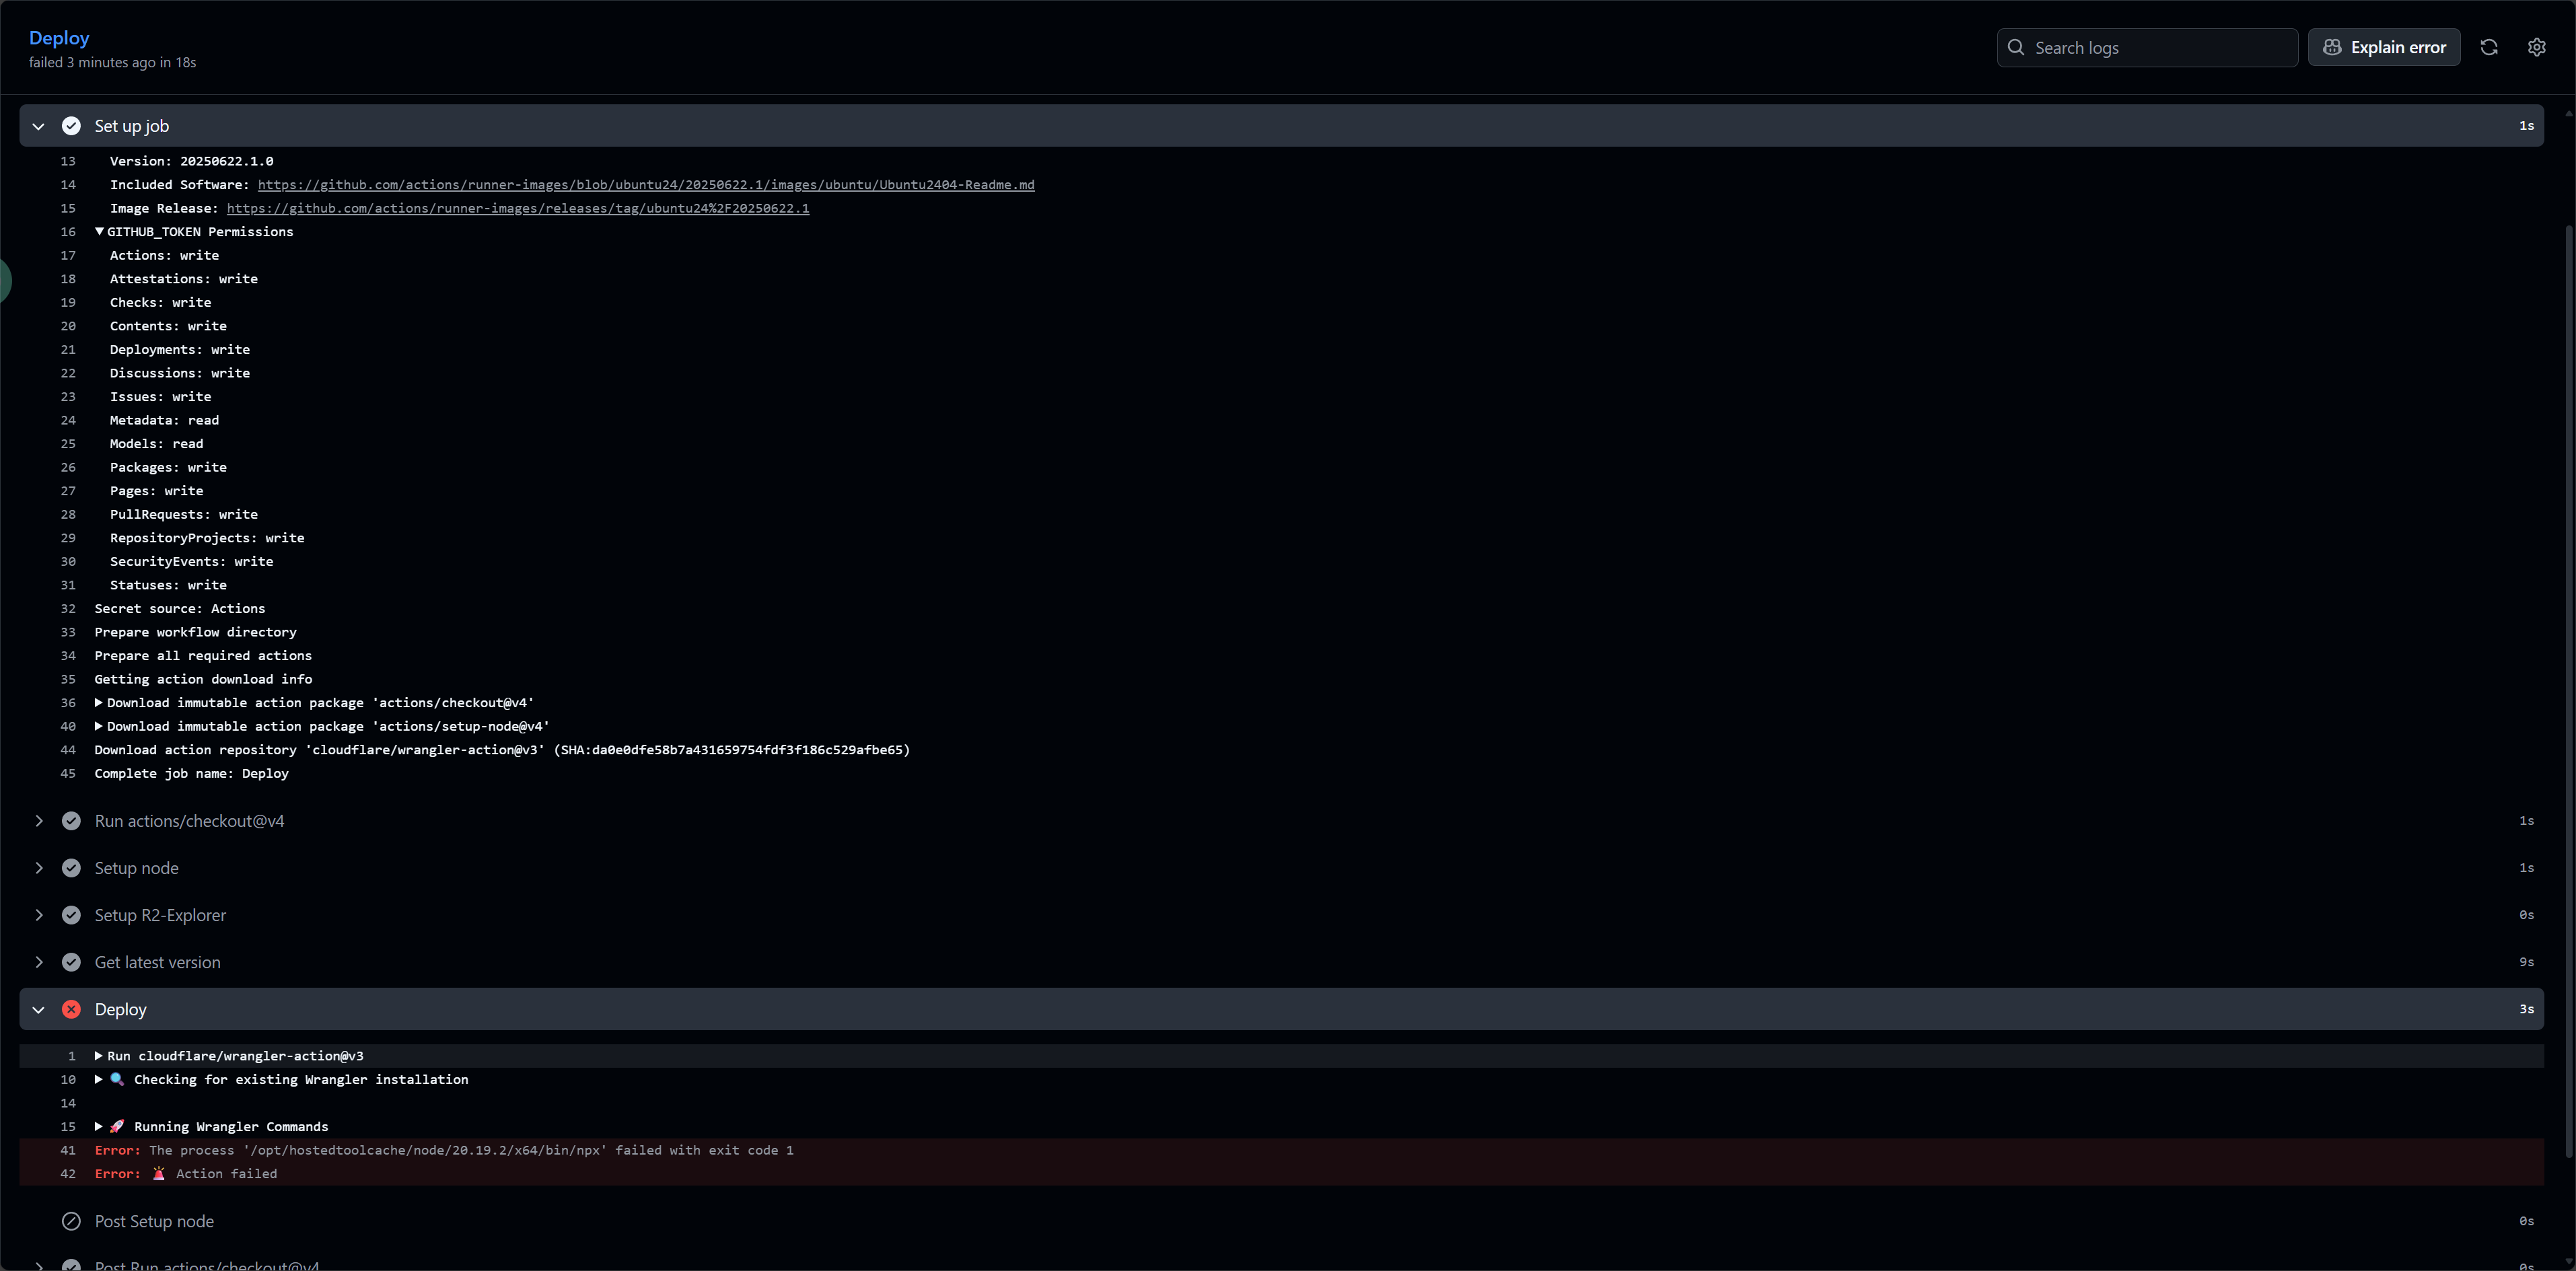 Deploy
failed 3 minutes ago in 18s
Search logs
Explain error
Set up job
1s
13 Version: 20250622.1.0
14 Included Software: https://github.com/actions/runner-images/blob/ubuntu24/20250622.1/images/ubuntu/Ubuntu2404-Readme.md
15 Image Release: https://github.com/actions/runner-images/releases/tag/ubuntu24%2F20250622.1
16 GITHUB_TOKEN Permissions
17 Actions: write
18 Attestations: write
19 Checks: write
20 Contents: write
21 Deployments: write
22 Discussions: write
23 Issues: write
24 Metadata: read
25 Models: read
26 Packages: write
27 Pages: write
28 PullRequests: write
29 RepositoryProjects: write
30 SecurityEvents: write
31 Statuses: write
32 Secret source: Actions
33 Prepare workflow directory
34 Prepare all required actions
35 Getting action download info
36 Download immutable action package 'actions/checkout@v4'
40 Download immutable action package 'actions/setup-node@v4'
44 Download action repository 'cloudflare/wrangler-action@v3' (SHA:da0e0dfe58b7a431659754fdf3f186c529afbe65)
45 Complete job name: Deploy
Run actions/checkout@v4
1s
Setup node
1s
Setup R2-Explorer
0s
Get latest version
9s
Deploy
3s
1 Run cloudflare/wrangler-action@v3
10 🔍 Checking for existing Wrangler installation
14
15 🚀 Running Wrangler Commands
41 Error: The process '/opt/hostedtoolcache/node/20.19.2/x64/bin/npx' failed with exit code 1
42 Error: 🚨 Action failed
Post Setup node
0s
Post Run actions/checkout@v4
0s